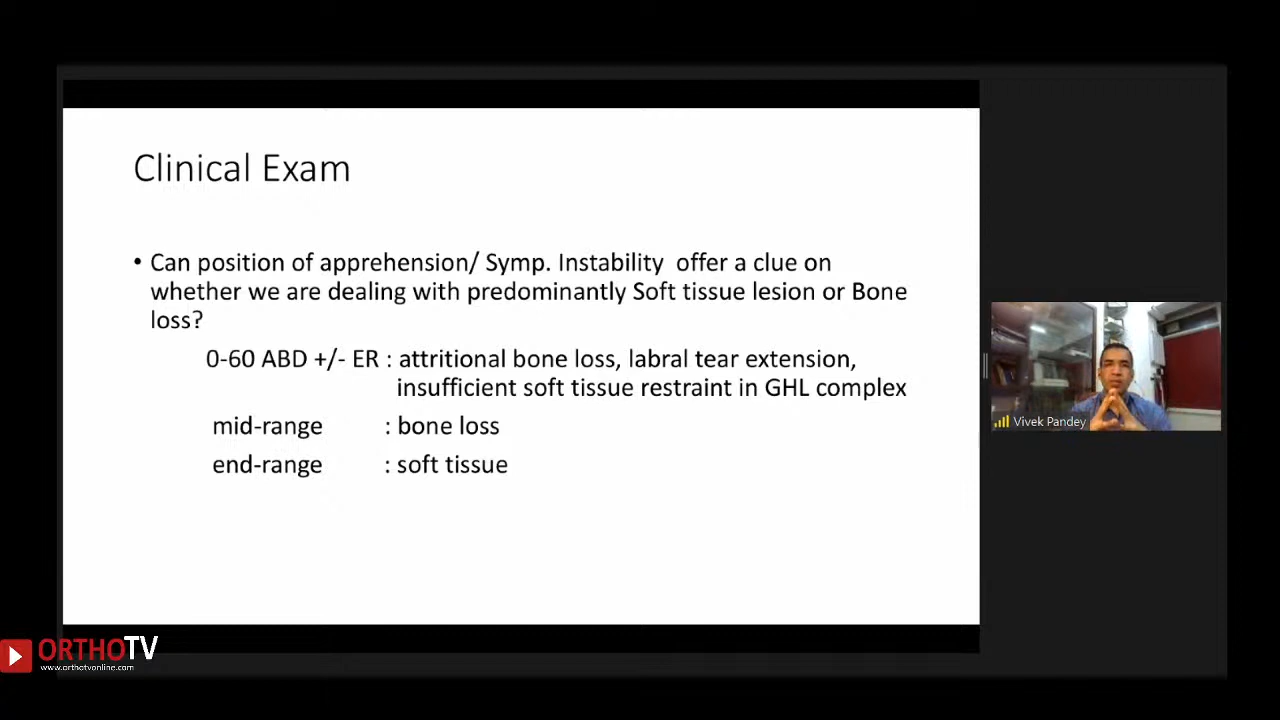 Clinical Exam
• Can position of apprehension/ Symp. Instability offer a clue on
whether we are dealing with predominantly Soft tissue lesion or Bone
loss?
0-60 ABD +/- ER : attritional bone loss, labral tear extension,
insufficient soft tissue restraint in GHL complex
mid-range : bone loss
end-range : soft tissue
Vivek Pandey
ORTHOTV
www.orthotvonline.com